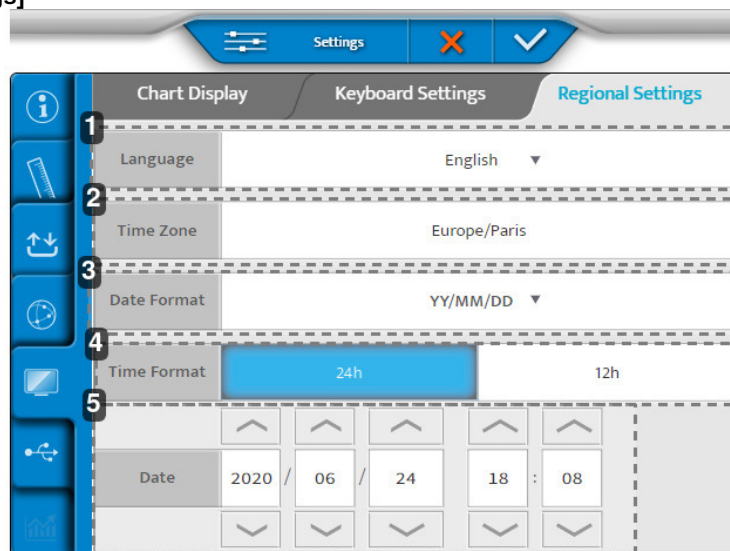 gs]
Settings
Chart Display Keyboard Settings Regional Settings
1
Language English ▼
2
Time Zone Europe/Paris
3
Date Format YY/MM/DD ▼
4
Time Format 24h 12h
5
Date 2020 / 06 / 24 18 : 08